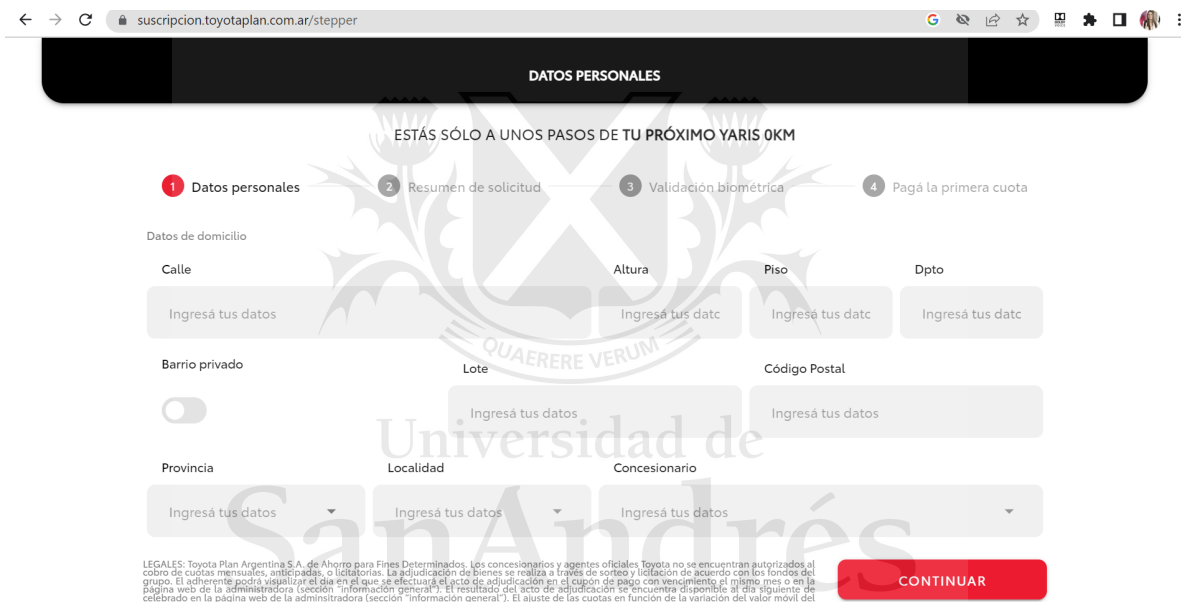 suscripcion.toyotaplan.com.ar/stepper
DATOS PERSONALES
ESTÁS SÓLO A UNOS PASOS DE TU PRÓXIMO YARIS 0KM
1 Datos personales 2 Resumen de solicitud 3 Validación biométrica 4 Pagá la primera cuota
Datos de domicilio
Calle Altura Piso Dpto
Ingresá tus datos Ingresá tus datc Ingresá tus datc Ingresá tus datc
QUAERERE VERUM
Barrio privado Lote Código Postal
Ingresá tus datos Ingresá tus datos
Universidad de
Provincia Localidad Concesionario
Ingresá tus datos Ingresá tus datos Ingresá tus datos
SanAndrés
LEGALES: Toyota Plan Argentina S.A. de Ahorro para Fines Determinados. Los concesionarios y agentes oficiales Toyota no se encuentran autorizados al
cobro de cuotas mensuales, anticipadas, o licitatorias. La adjudicación de bienes se realiza a través de sorteo y licitación de acuerdo con los fondos del
grupo. El adherente podrá visualizar el día en el que se efectuará el acto de adjudicación en el cupón de pago con vencimiento el mismo mes o en la
página web de la administradora (sección "información general"). El resultado del acto de adjudicación se encuentra disponible al día siguiente de
celebrado en la página web de la adminsitradora (sección "información general"). El ajuste de las cuotas en función de la variación del valor móvil del
CONTINUAR